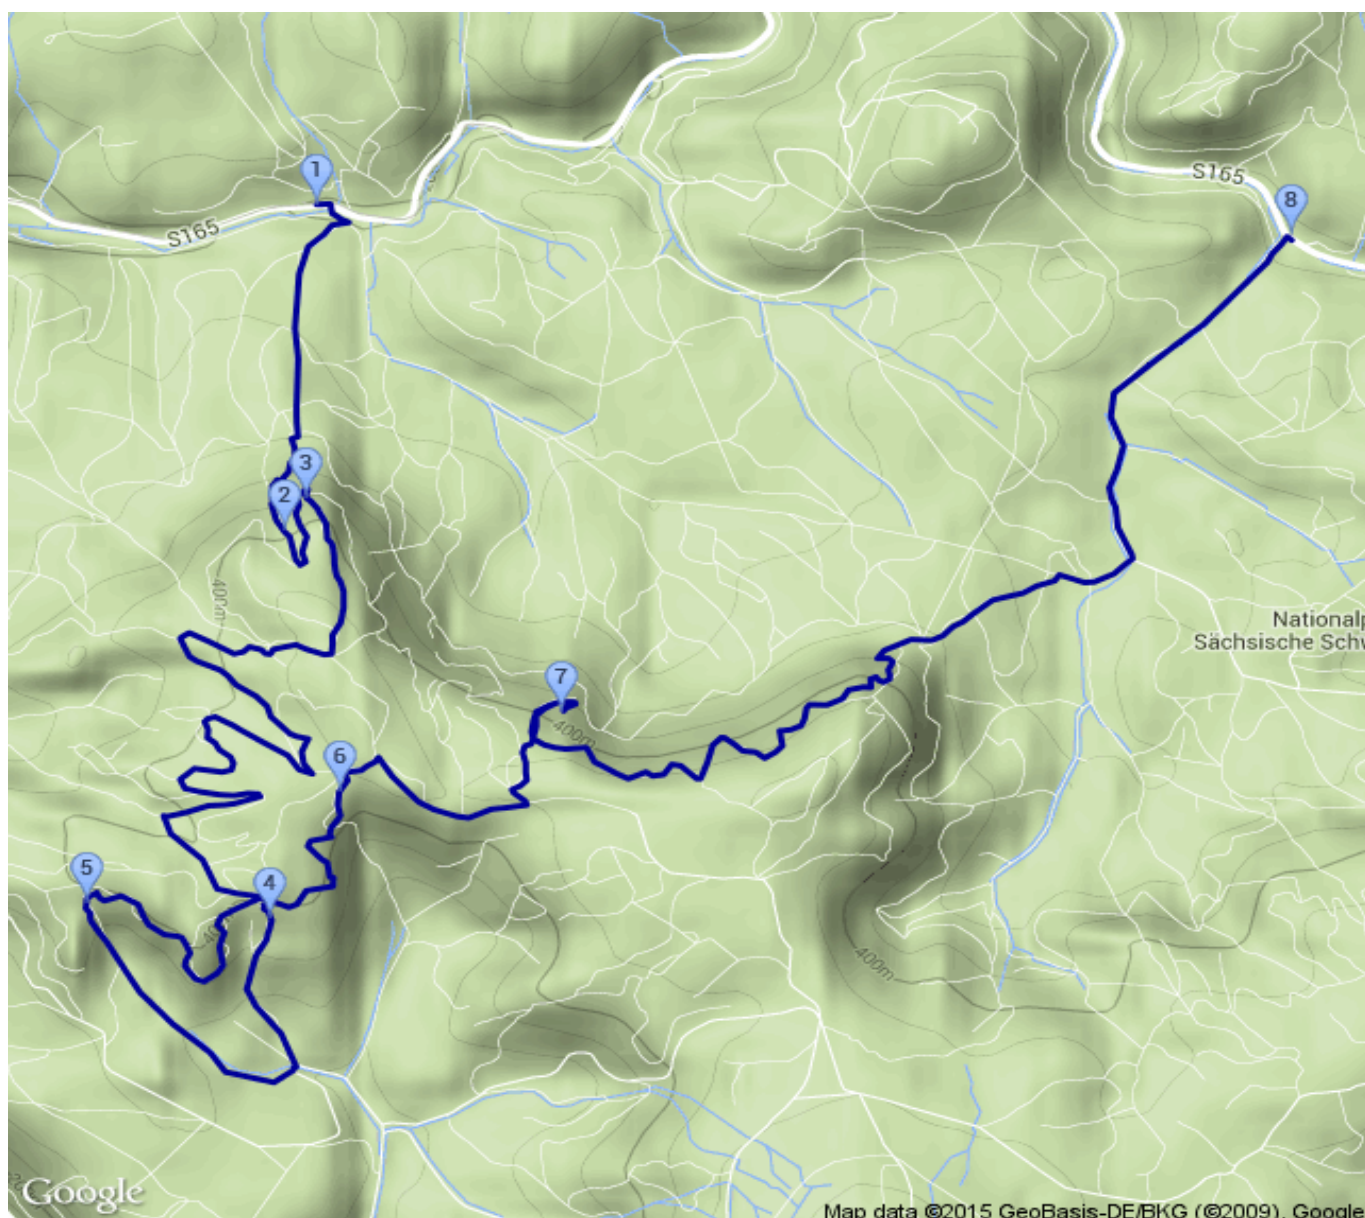 1
S165
8
S165
3
2
400m
Nationalp
Sächsische Schw
7
400m
6
5
4
400m
Google
Map data ©2015 GeoBasis-DE/BKG (©2009), Google